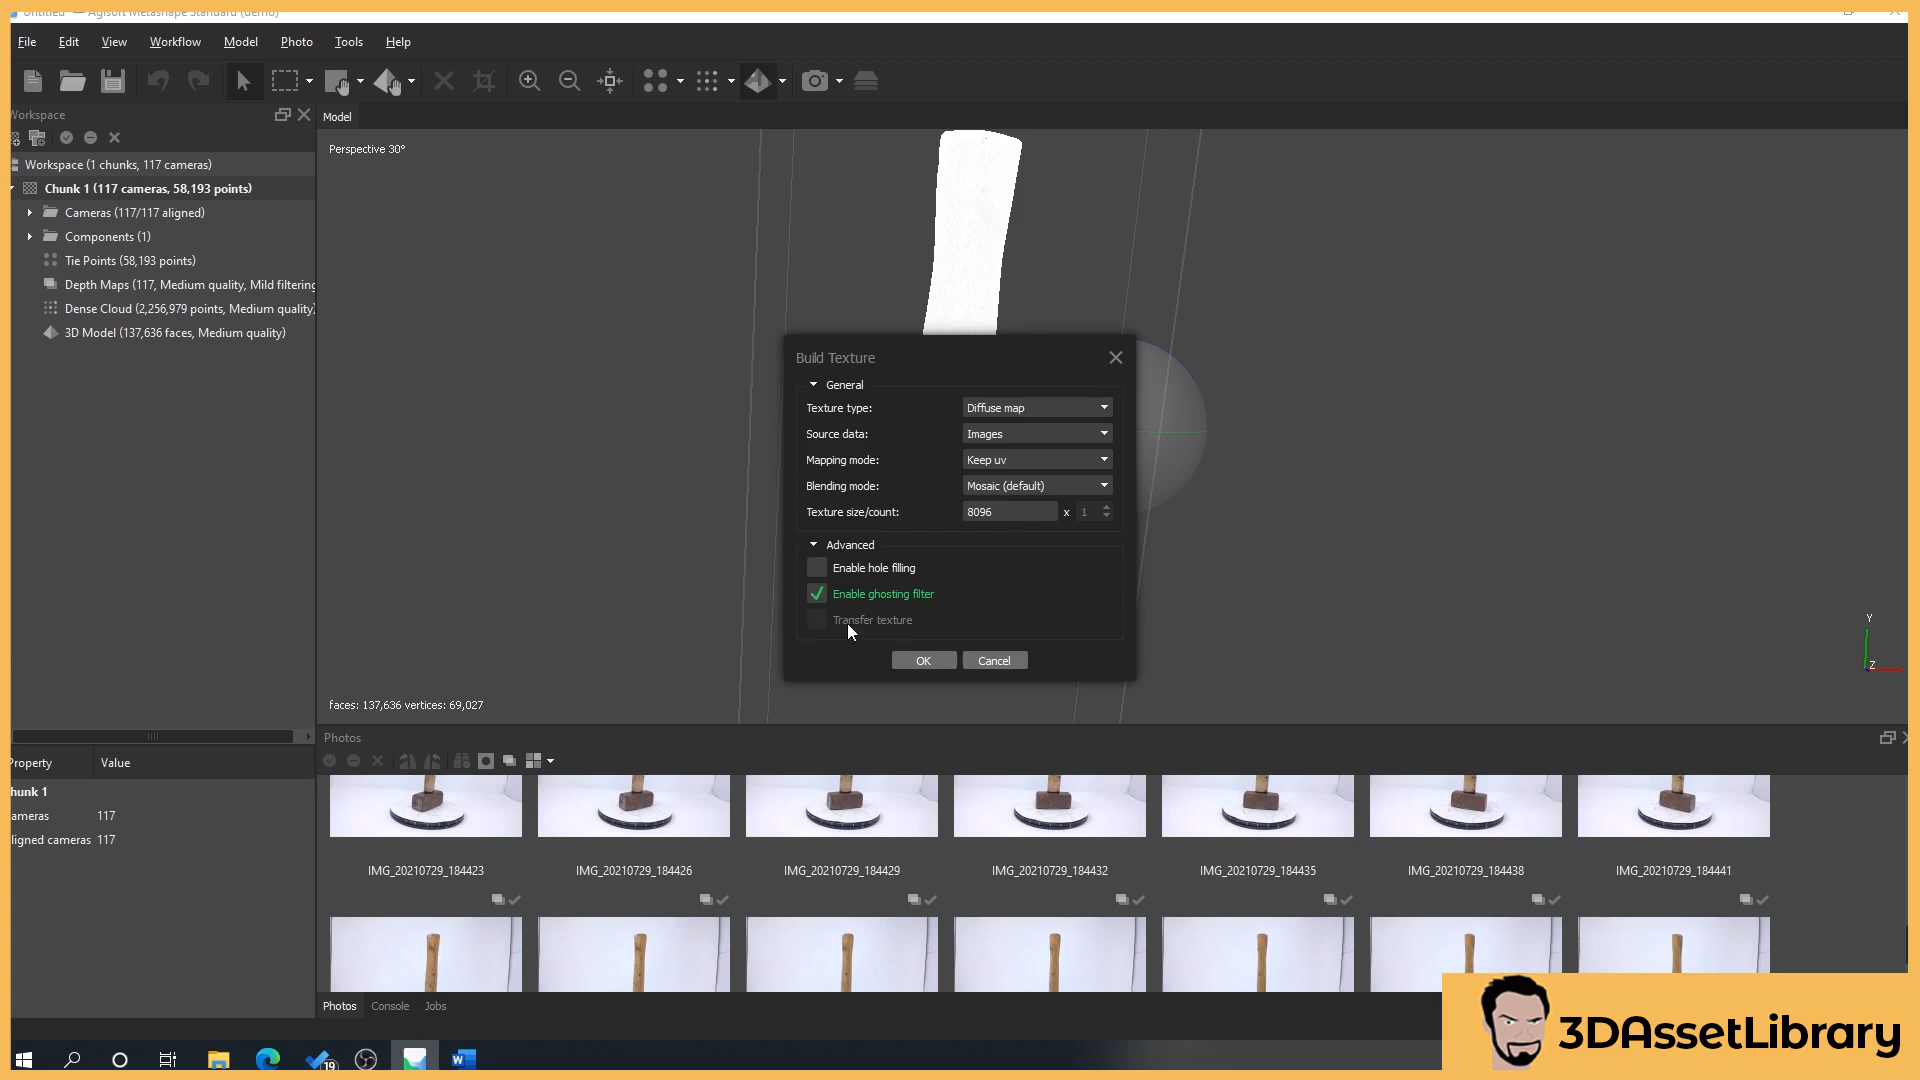 Untitled — Agisoft Metashape Standard (demo)
File Edit View Workflow Model Photo Tools Help
Workspace
Model
Workspace (1 chunks, 117 cameras)
Perspective 30°
Chunk 1 (117 cameras, 58,193 points)
Cameras (117/117 aligned)
Components (1)
Tie Points (58,193 points)
Depth Maps (117, Medium quality, Mild filtering
Dense Cloud (2,256,979 points, Medium quality)
3D Model (137,636 faces, Medium quality)
Build Texture
General
Texture type: Diffuse map
Source data: Images
Mapping mode: Keep uv
Blending mode: Mosaic (default)
Texture size/count: 8096 x 1
Advanced
Enable hole filling
Enable ghosting filter
Transfer texture
OK Cancel
Y
Z
faces: 137,636 vertices: 69,027
Photos
Property Value
hunk 1
ameras 117
ligned cameras 117
IMG_20210729_184423 IMG_20210729_184426 IMG_20210729_184429 IMG_20210729_184432 IMG_20210729_184435 IMG_20210729_184438 IMG_20210729_184441
Photos Console Jobs
3DAssetLibrary
19
W